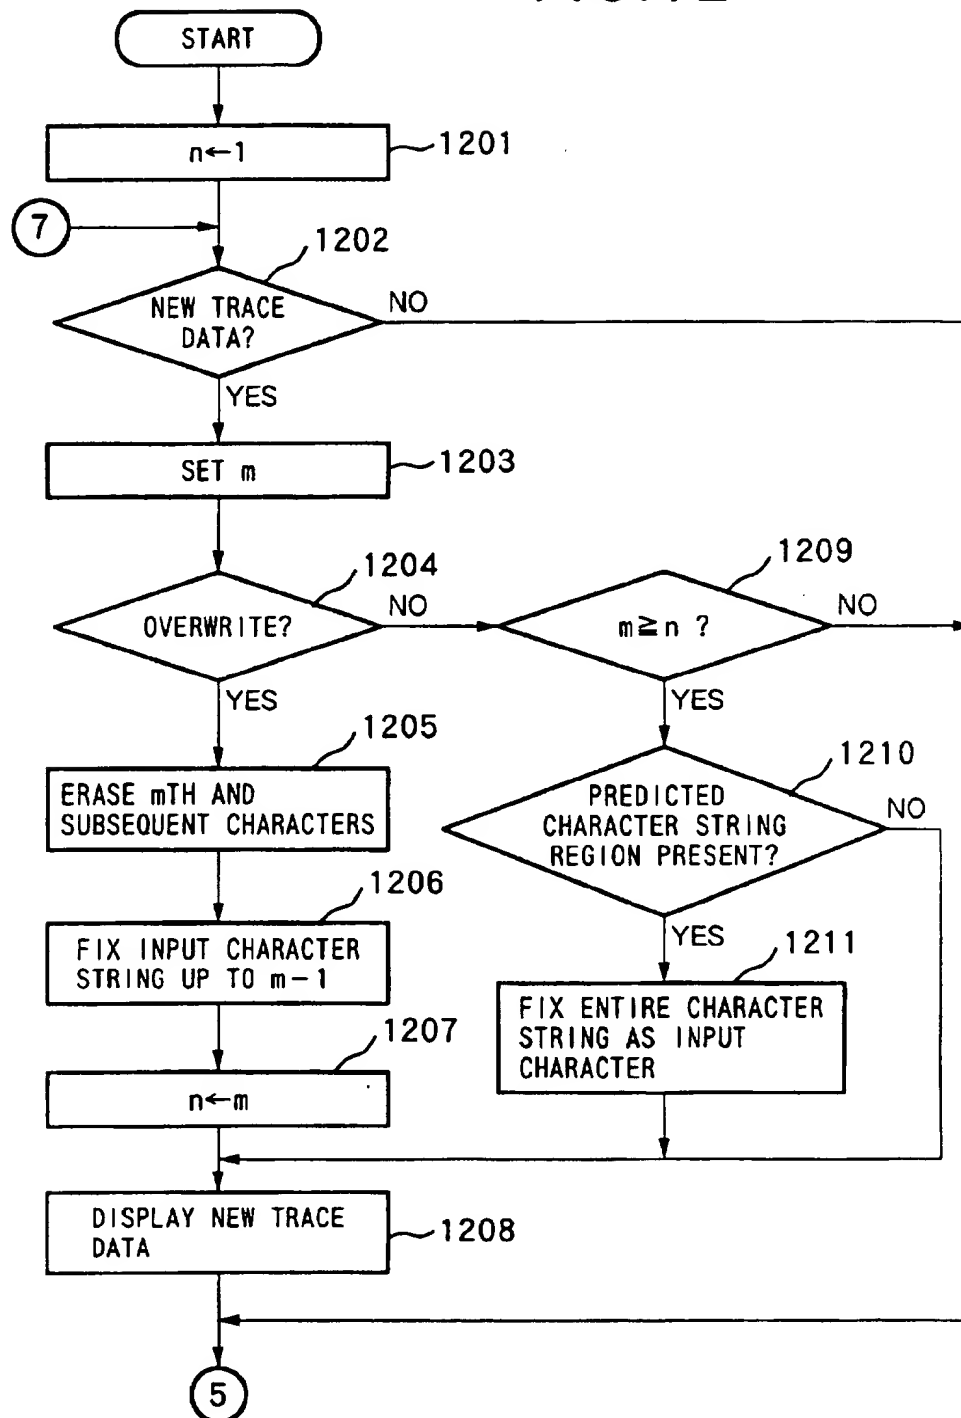 START
n←1
1201
7
1202
NEW TRACE
DATA?
NO
YES
SET m
1203
1204
OVERWRITE?
NO
YES
1209
m≧n ?
NO
YES
1205
ERASE mTH AND
SUBSEQUENT CHARACTERS
1210
PREDICTED
CHARACTER STRING
REGION PRESENT?
NO
YES
1206
FIX INPUT CHARACTER
STRING UP TO m-1
1211
FIX ENTIRE CHARACTER
STRING AS INPUT
CHARACTER
1207
n←m
DISPLAY NEW TRACE
DATA
1208
5